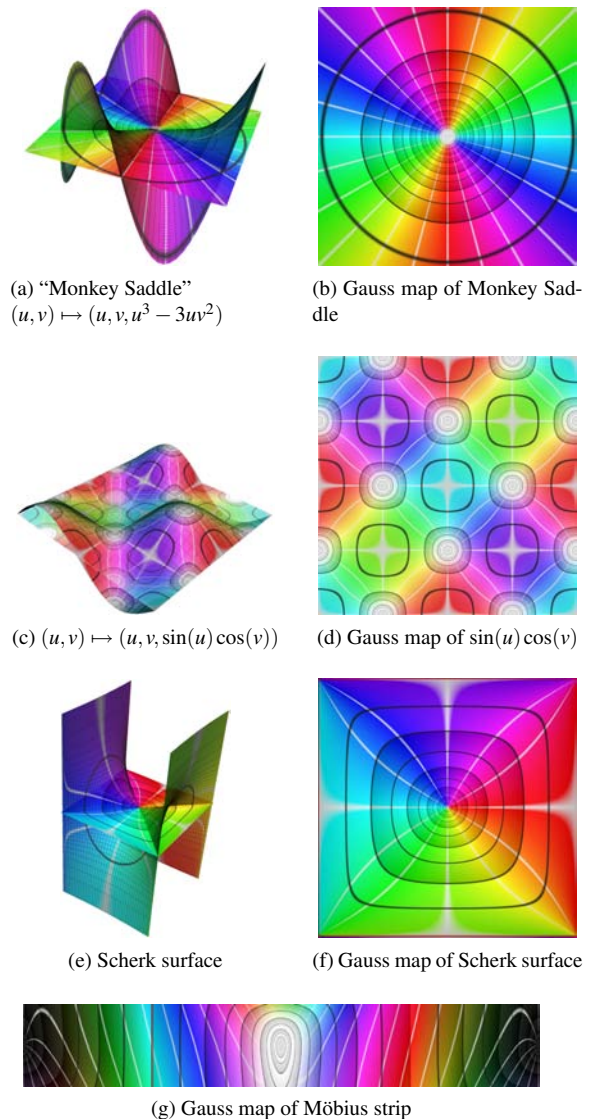 (a) “Monkey Saddle”
(u, v) ↦ (u, v, u³ − 3uv²)
(b) Gauss map of Monkey Sad-
dle
(c) (u, v) ↦ (u, v, sin(u) cos(v))
(d) Gauss map of sin(u) cos(v)
(e) Scherk surface
(f) Gauss map of Scherk surface
(g) Gauss map of Möbius strip